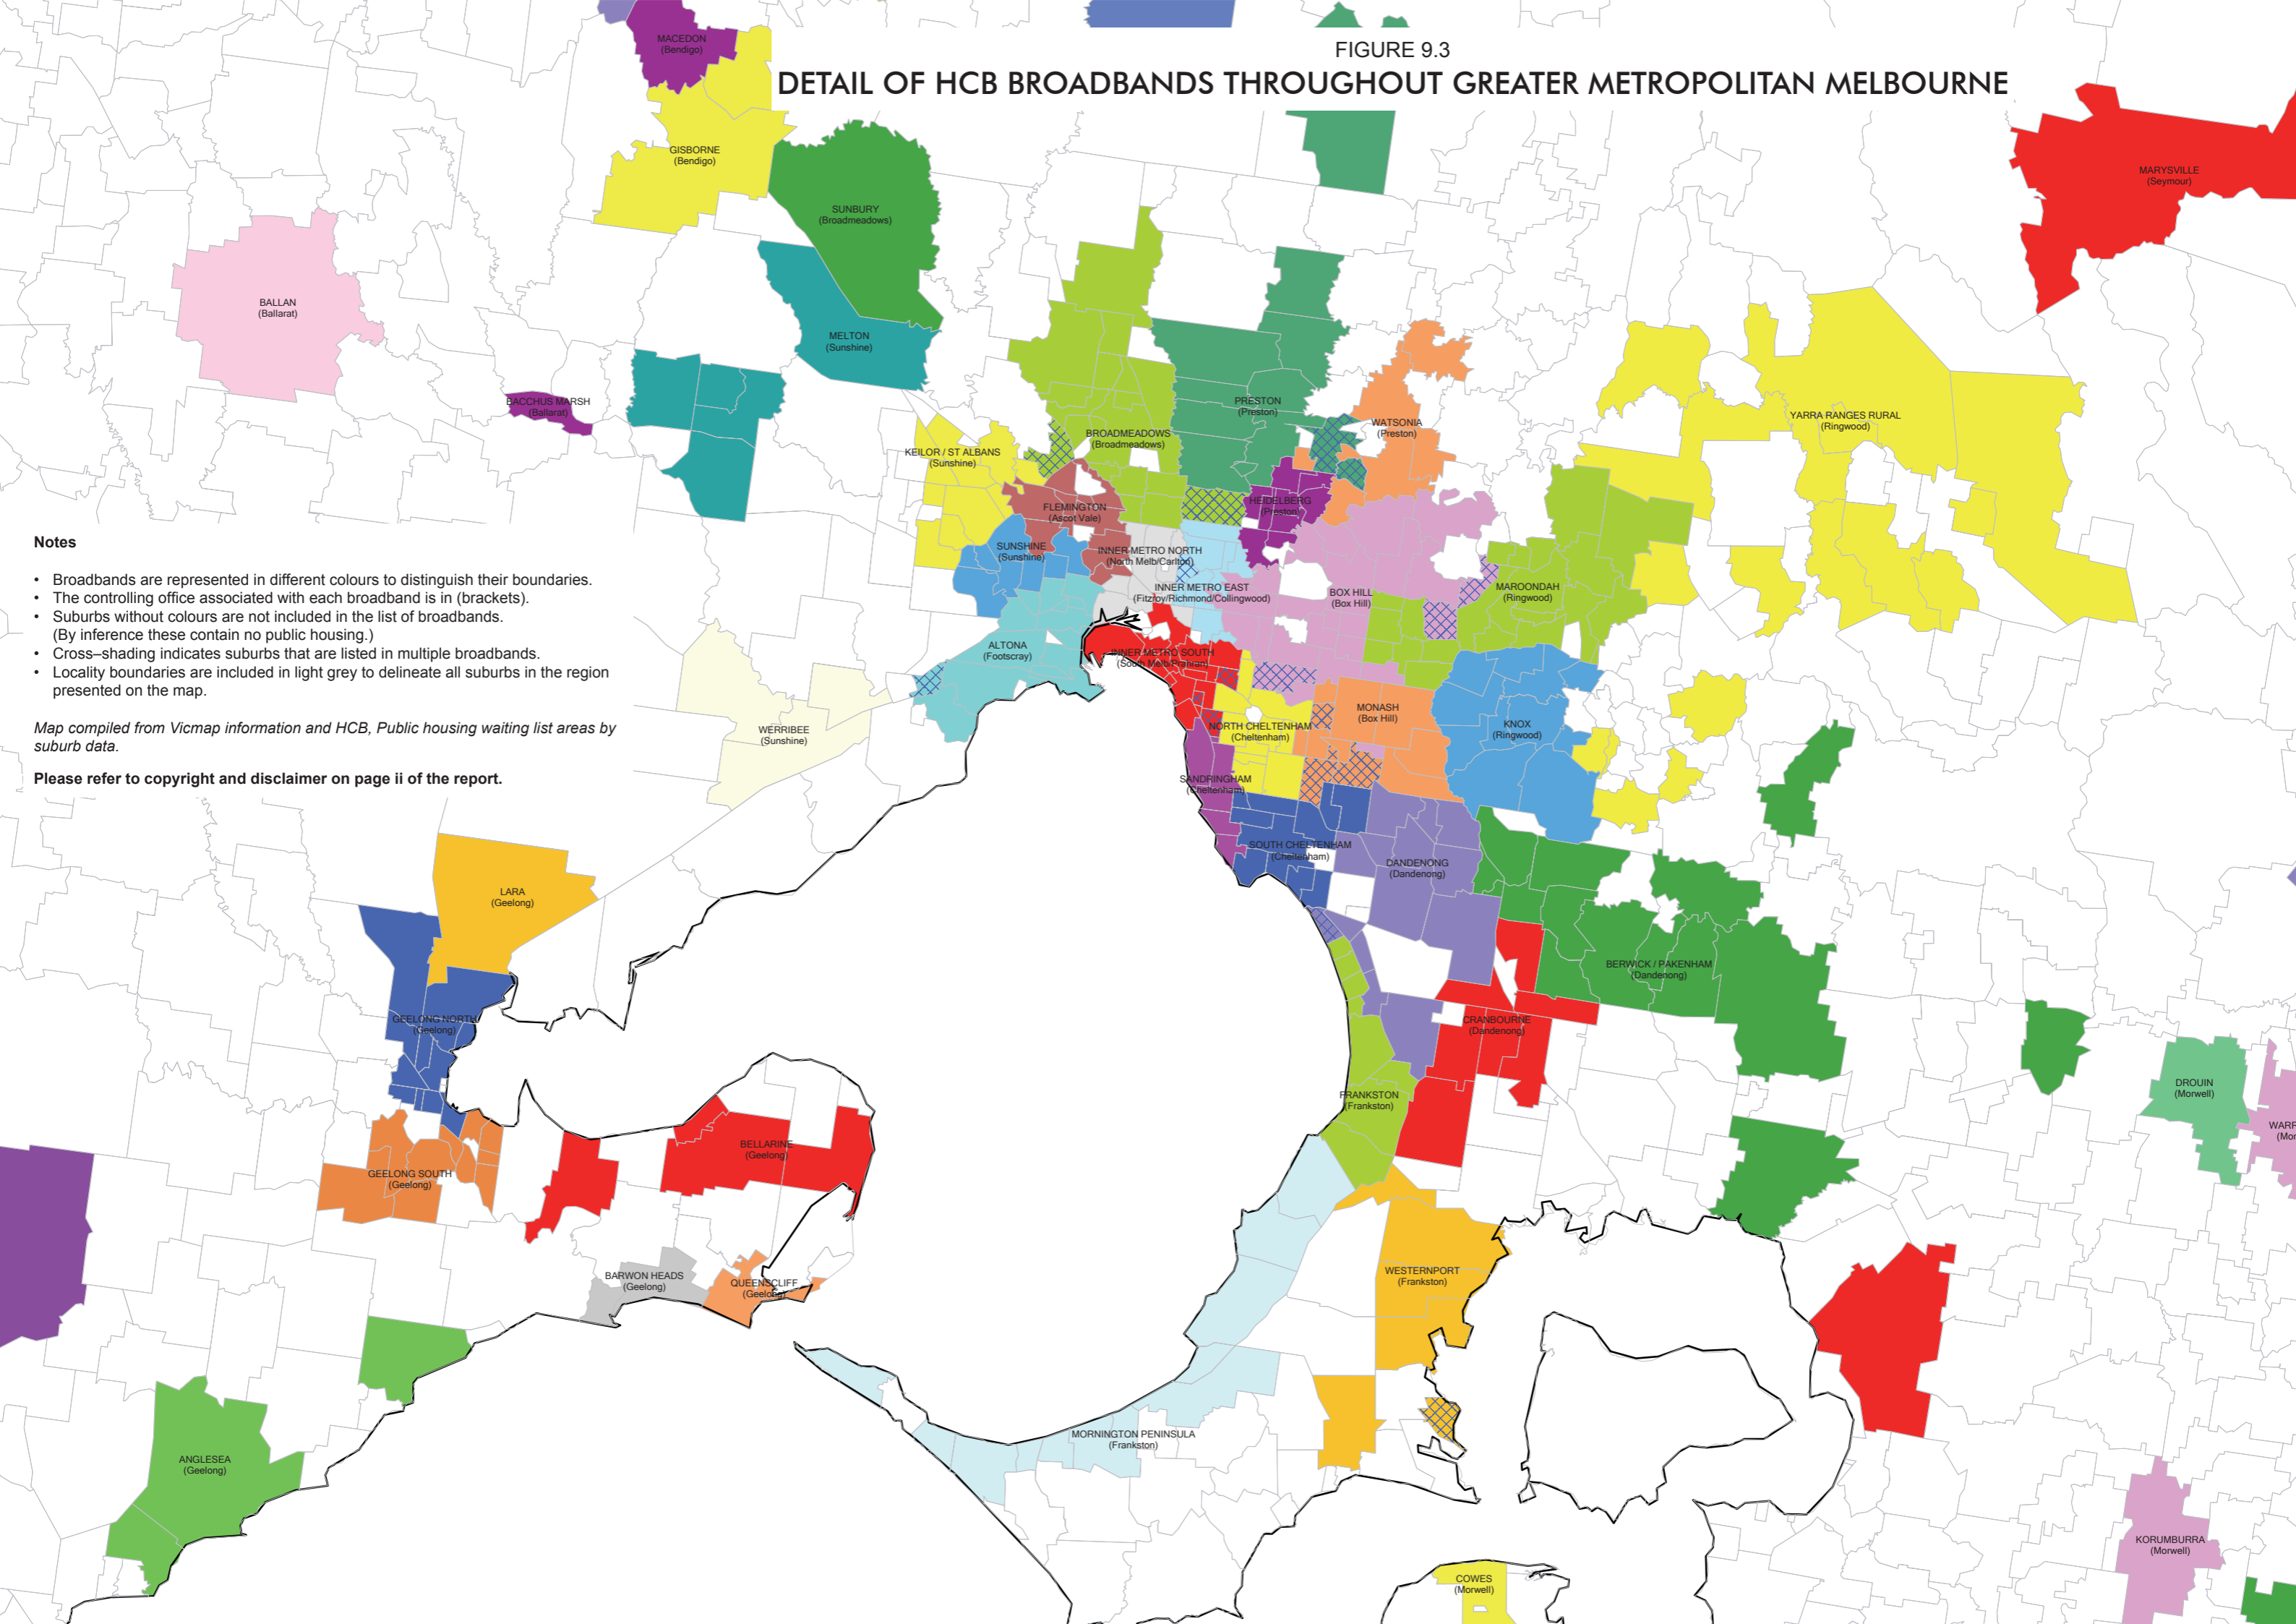 FIGURE 9.3
DETAIL OF HCB BROADBANDS THROUGHOUT GREATER METROPOLITAN MELBOURNE
MACEDON
(Bendigo)
GISBORNE
(Bendigo)
SUNBURY
(Broadmeadows)
MARYSVILLE
(Seymour)
BALLAN
(Ballarat)
MELTON
(Sunshine)
BACCHUS MARSH
(Ballarat)
PRESTON
(Preston)
WATSONIA
(Preston)
YARRA RANGES RURAL
(Ringwood)
BROADMEADOWS
(Broadmeadows)
KEILOR / ST ALBANS
(Sunshine)
HEIDELBERG
(Preston)
FLEMINGTON
(Ascot Vale)
SUNSHINE
(Sunshine)
INNER METRO NORTH
(North Melb/Carlton)
INNER METRO EAST
(Fitzroy/Richmond/Collingwood)
BOX HILL
(Box Hill)
MAROONDAH
(Ringwood)
ALTONA
(Footscray)
INNER METRO SOUTH
(South Melb/Prahran)
Notes
• Broadbands are represented in different colours to distinguish their boundaries.
• The controlling office associated with each broadband is in (brackets).
• Suburbs without colours are not included in the list of broadbands.
(By inference these contain no public housing.)
• Cross–shading indicates suburbs that are listed in multiple broadbands.
• Locality boundaries are included in light grey to delineate all suburbs in the region
presented on the map.
Map compiled from Vicmap information and HCB, Public housing waiting list areas by
suburb data.
Please refer to copyright and disclaimer on page ii of the report.
WERRIBEE
(Sunshine)
MONASH
(Box Hill)
KNOX
(Ringwood)
NORTH CHELTENHAM
(Cheltenham)
SANDRINGHAM
(Cheltenham)
SOUTH CHELTENHAM
(Cheltenham)
DANDENONG
(Dandenong)
LARA
(Geelong)
BERWICK / PAKENHAM
(Dandenong)
GEELONG NORTH
(Geelong)
CRANBOURNE
(Dandenong)
FRANKSTON
(Frankston)
DROUIN
(Morwell)
WARR
(Mor
BELLARINE
(Geelong)
GEELONG SOUTH
(Geelong)
BARWON HEADS
(Geelong)
QUEENSCLIFF
(Geelong)
WESTERNPORT
(Frankston)
MORNINGTON PENINSULA
(Frankston)
ANGLESEA
(Geelong)
KORUMBURRA
(Morwell)
COWES
(Morwell)